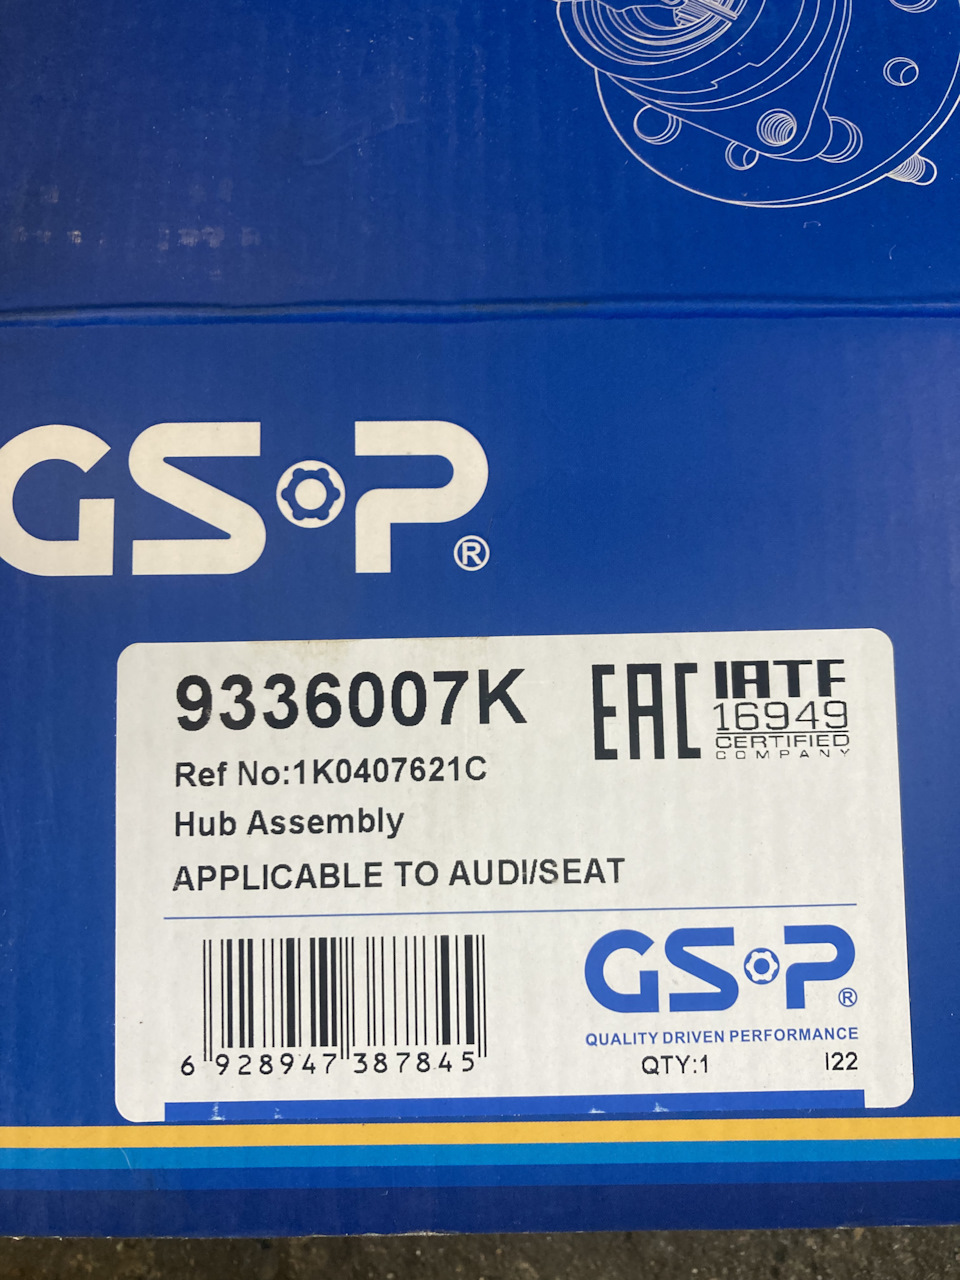 GSP®
9336007K
EAC
IATF
16949
CERTIFIED
COMPANY
Ref No:1K0407621C
Hub Assembly
APPLICABLE TO AUDI/SEAT
GSP®
QUALITY DRIVEN PERFORMANCE
QTY:1 I22
6 928947 387845